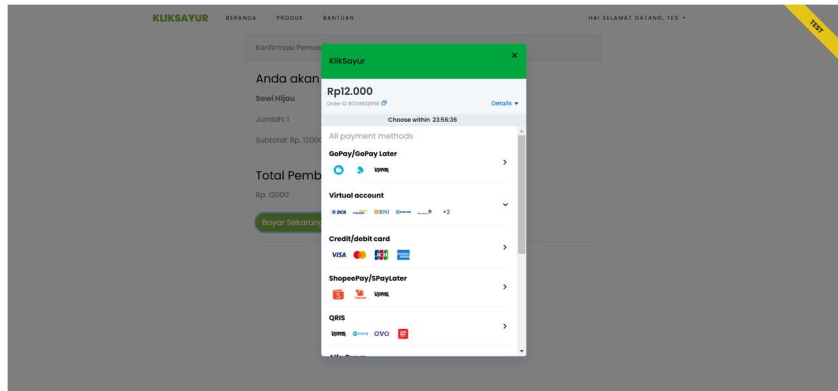 KLIKSAYUR BERANDA PRODUK BANTUAN HAI SELAMAT DATANG, TES
TEST
Konfirmasi Pemes
Anda akan
Sawi Hijau
Jumlah: 1
Subtotal: Rp. 12000
Total Pemb
Rp. 12000
Bayar Sekarang
KlikSayur
Rp12.000
Details
Choose within 23:56:36
All payment methods
GoPay/GoPay Later
Virtual account
BCA BNI +2
Credit/debit card
VISA JCB
ShopeePay/SPayLater
QRIS
OVO